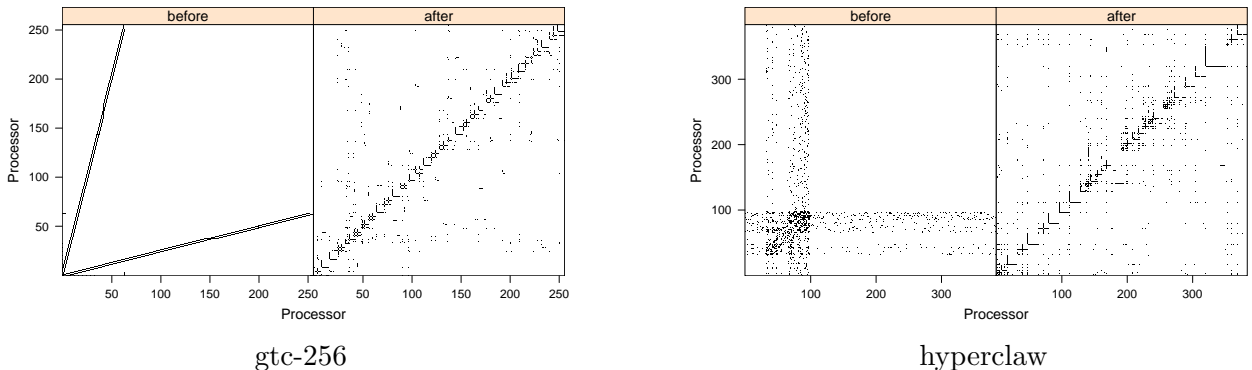 before after
250
200
150
100
50
Processor
50 100 150 200 250 50 100 150 200 250
Processor
gtc-256
before after
300
200
100
Processor
100 200 300 100 200 300
Processor
hyperclaw